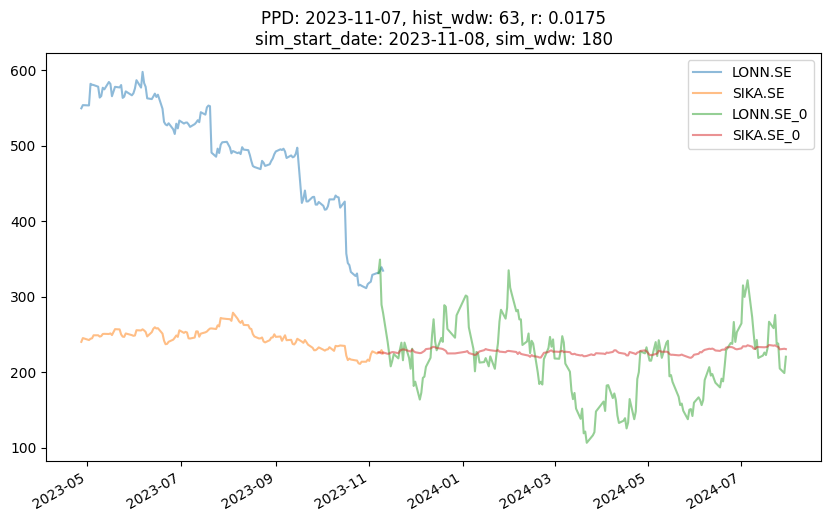 PPD: 2023-11-07, hist_wdw: 63, r: 0.0175
sim_start_date: 2023-11-08, sim_wdw: 180
LONN.SE
SIKA.SE
LONN.SE_0
SIKA.SE_0
600
500
400
300
200
100
2023-05
2023-07
2023-09
2023-11
2024-01
2024-03
2024-05
2024-07